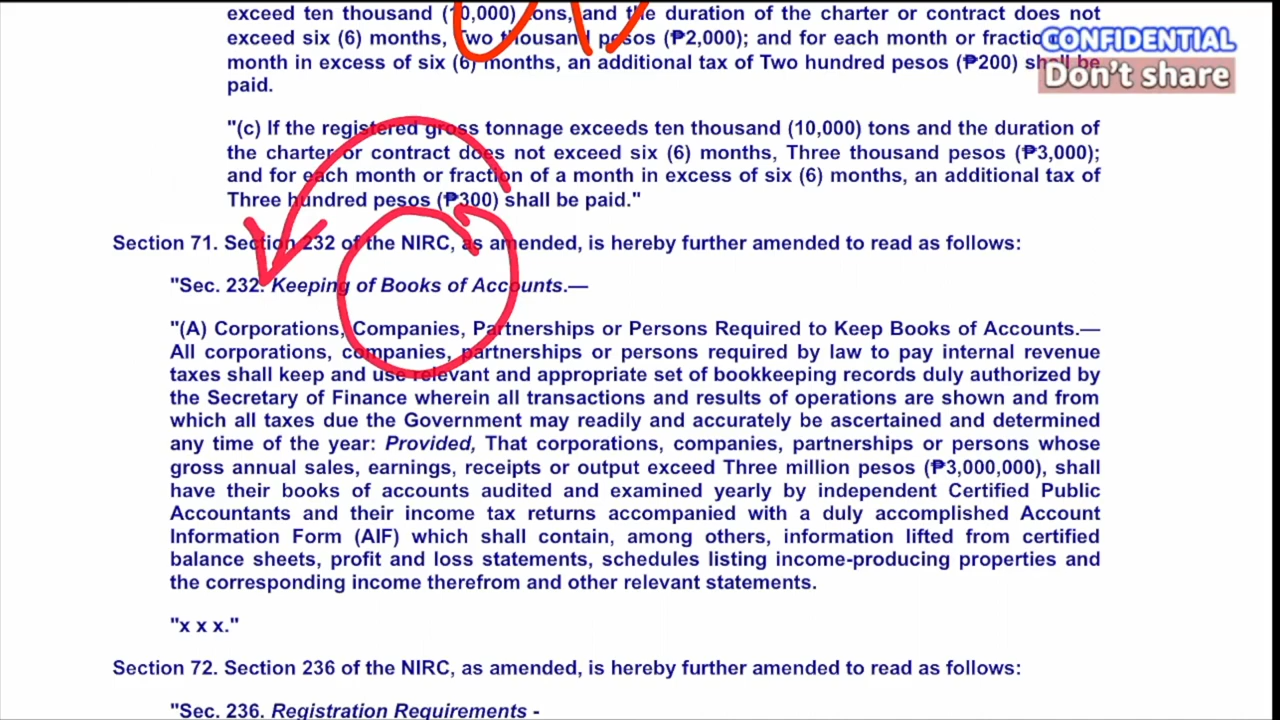 exceed ten thousand (10,000) tons, and the duration of the charter or contract does not
exceed six (6) months, Two thousand pesos (₱2,000); and for each month or fraction
CONFIDENTIAL
month in excess of six (6) months, an additional tax of Two hundred pesos (₱200) shall be
Don't share
paid.
"(c) If the registered gross tonnage exceeds ten thousand (10,000) tons and the duration of
the charter or contract does not exceed six (6) months, Three thousand pesos (₱3,000);
and for each month or fraction of a month in excess of six (6) months, an additional tax of
Three hundred pesos (₱300) shall be paid."
Section 71. Section 232 of the NIRC, as amended, is hereby further amended to read as follows:
"Sec. 232. Keeping of Books of Accounts.—
"(A) Corporations, Companies, Partnerships or Persons Required to Keep Books of Accounts.—
All corporations, companies, partnerships or persons required by law to pay internal revenue
taxes shall keep and use relevant and appropriate set of bookkeeping records duly authorized by
the Secretary of Finance wherein all transactions and results of operations are shown and from
which all taxes due the Government may readily and accurately be ascertained and determined
any time of the year: Provided, That corporations, companies, partnerships or persons whose
gross annual sales, earnings, receipts or output exceed Three million pesos (₱3,000,000), shall
have their books of accounts audited and examined yearly by independent Certified Public
Accountants and their income tax returns accompanied with a duly accomplished Account
Information Form (AIF) which shall contain, among others, information lifted from certified
balance sheets, profit and loss statements, schedules listing income-producing properties and
the corresponding income therefrom and other relevant statements.
"x x x."
Section 72. Section 236 of the NIRC, as amended, is hereby further amended to read as follows:
"Sec. 236. Registration Requirements -